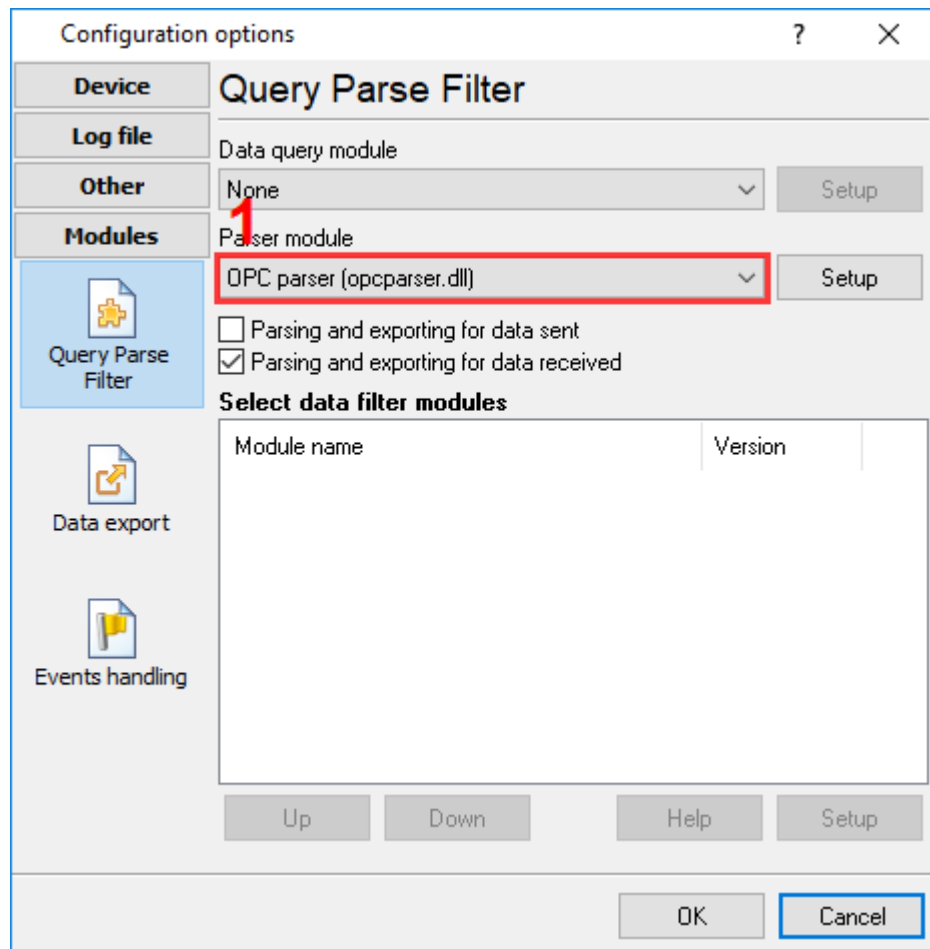 Configuration options
?
Device
Log file
Other
Modules
Query Parse
Filter
Data export
Events handling
Query Parse Filter
Data query module
None
Setup
1
Parser module
OPC parser (opcparser.dll)
Setup
Parsing and exporting for data sent
Parsing and exporting for data received
Select data filter modules
Module name Version
Up Down Help Setup
OK Cancel